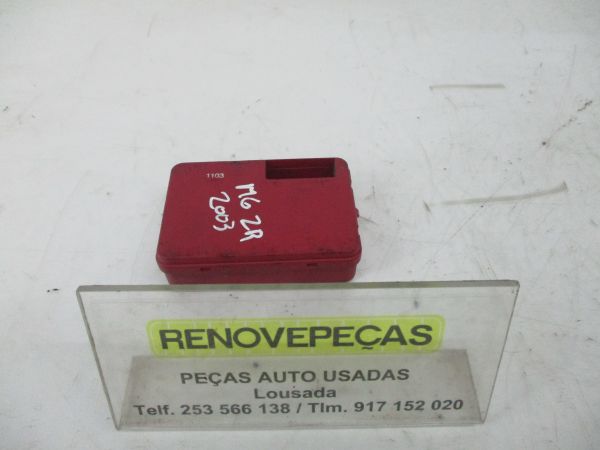 1103
MG ZR
2003
RENOVEPEÇAS
PEÇAS AUTO USADAS
Lousada
Telf. 253 566 138 / Tlm. 917 152 020